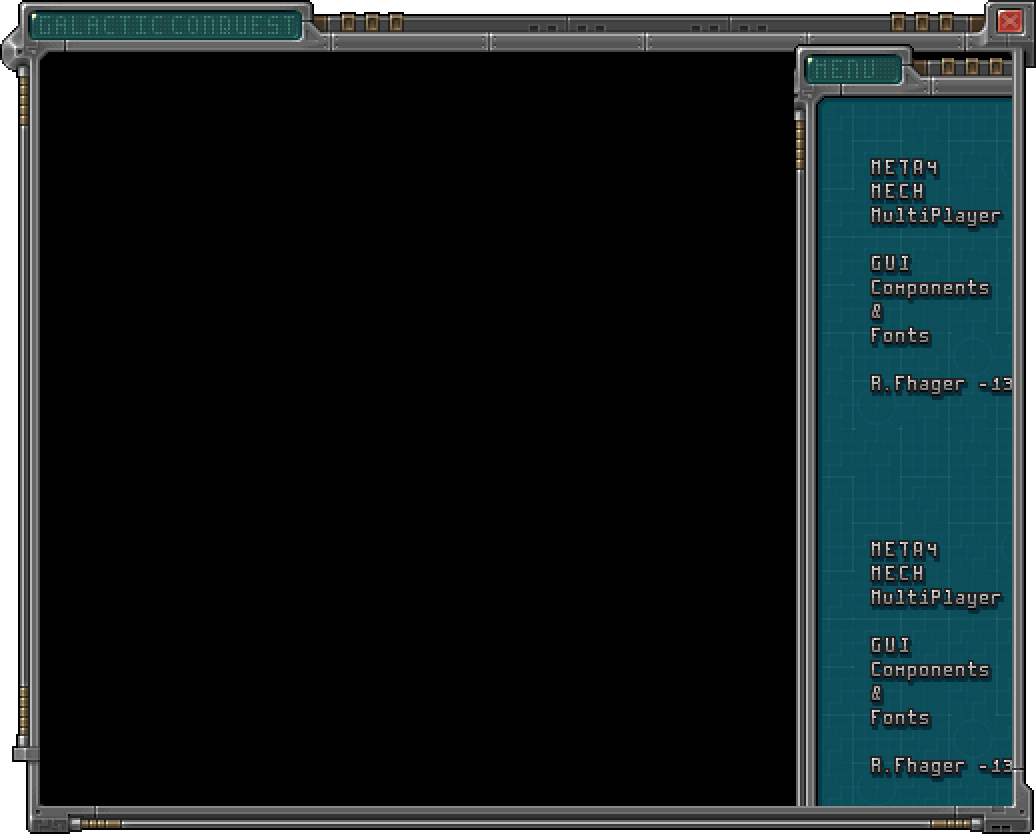 GALACTIC CONQUEST
MENU
META4
MECH
MultiPlayer
GUI
Components
&
Fonts
R.Fhager -13
META4
MECH
MultiPlayer
GUI
Components
&
Fonts
R.Fhager -13